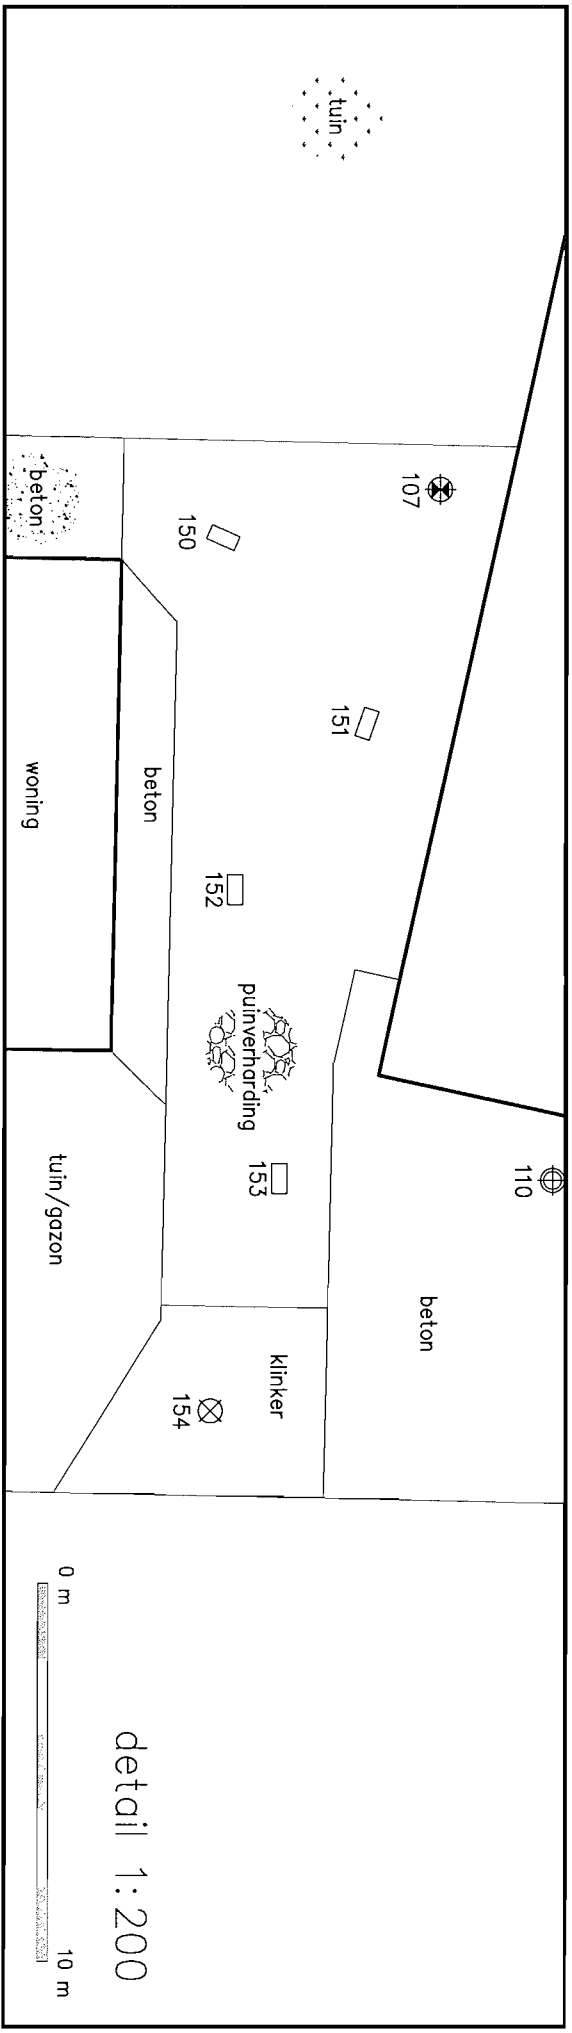 tuin
107
beton
150
151
beton
woning
152
puinverharding
153
110
tuin/gazon
beton
klinker
154
0 m
10 m
detail 1:200